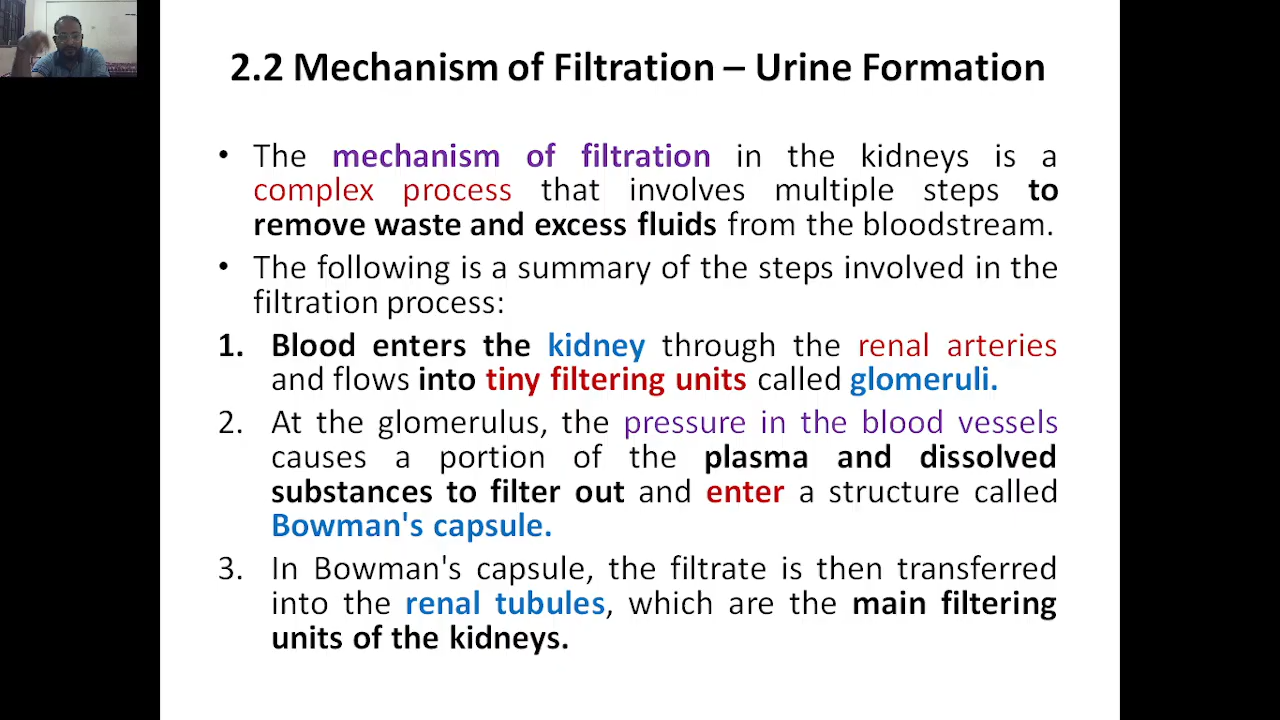 2.2 Mechanism of Filtration – Urine Formation
• The mechanism of filtration in the kidneys is a
complex process that involves multiple steps to
remove waste and excess fluids from the bloodstream.
• The following is a summary of the steps involved in the
filtration process:
1. Blood enters the kidney through the renal arteries
and flows into tiny filtering units called glomeruli.
2. At the glomerulus, the pressure in the blood vessels
causes a portion of the plasma and dissolved
substances to filter out and enter a structure called
Bowman's capsule.
3. In Bowman's capsule, the filtrate is then transferred
into the renal tubules, which are the main filtering
units of the kidneys.